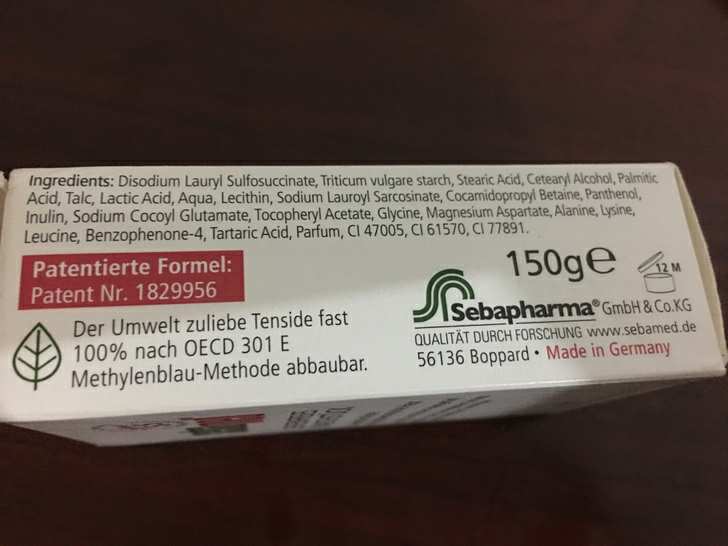 Ingredients: Disodium Lauryl Sulfosuccinate, Triticum vulgare starch, Stearic Acid, Cetearyl Alcohol, Palmitic
Acid, Talc, Lactic Acid, Aqua, Lecithin, Sodium Lauroyl Sarcosinate, Cocamidopropyl Betaine, Panthenol,
Inulin, Sodium Cocoyl Glutamate, Tocopheryl Acetate, Glycine, Magnesium Aspartate, Alanine, Lysine,
Leucine, Benzophenone-4, Tartaric Acid, Parfum, CI 47005, CI 61570, CI 77891.
Patentierte Formel:
Patent Nr. 1829956
Der Umwelt zuliebe Tenside fast
100% nach OECD 301 E
Methylenblau-Methode abbaubar.
150g℮
12 M
Sebapharma® GmbH & Co.KG
QUALITÄT DURCH FORSCHUNG www.sebamed.de
56136 Boppard • Made in Germany